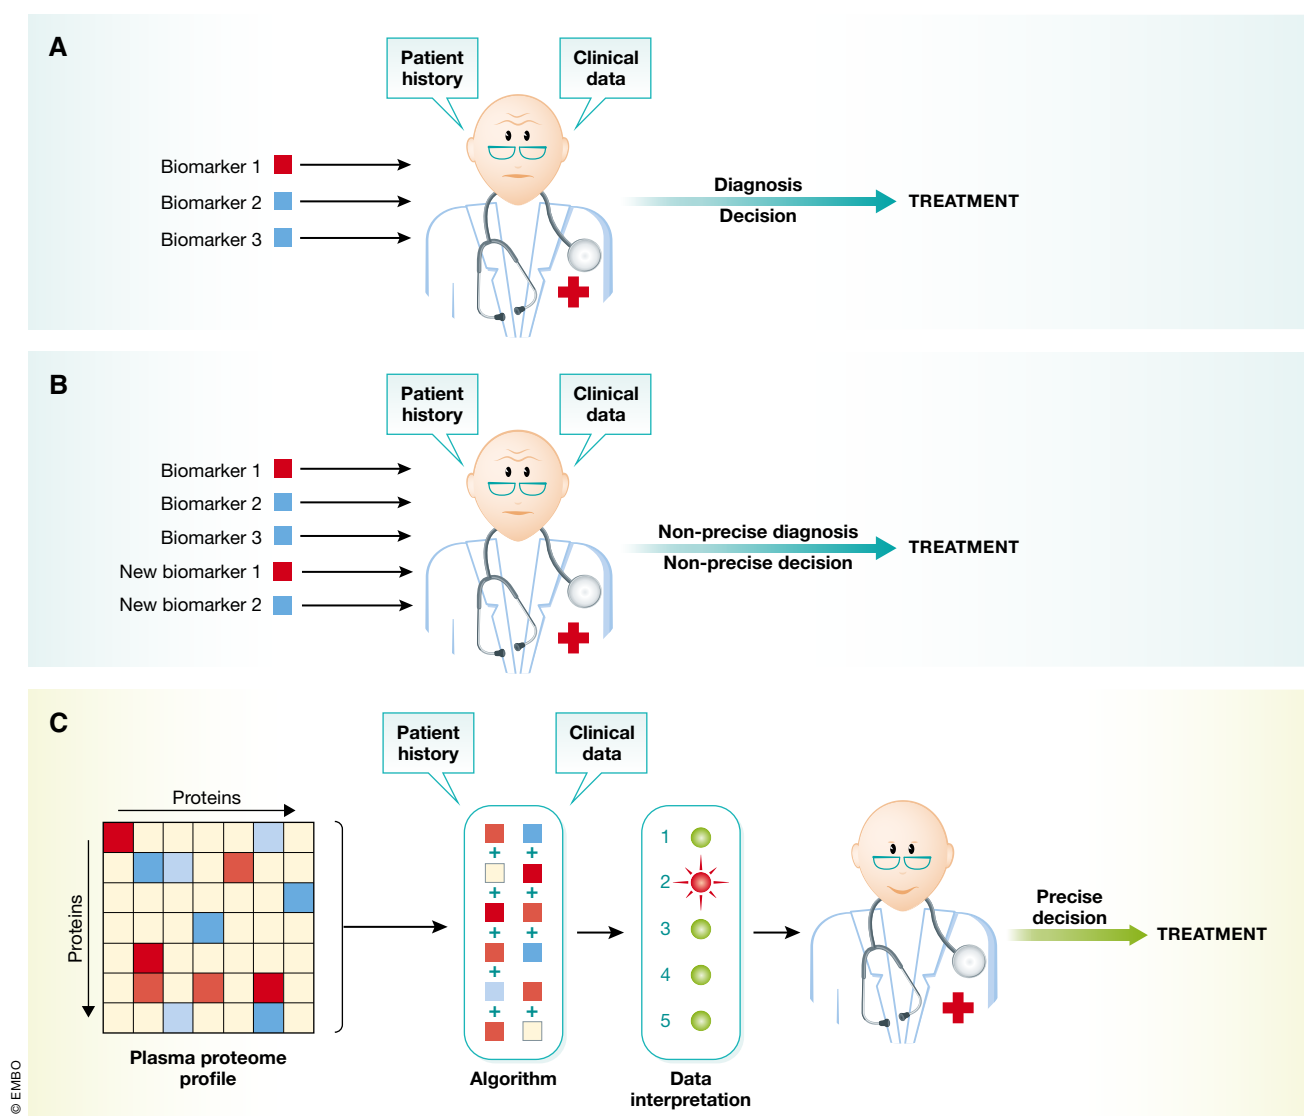 A
Patient
history
Clinical
data
Biomarker 1
Biomarker 2
Biomarker 3
Diagnosis
Decision
TREATMENT
B
Patient
history
Clinical
data
Biomarker 1
Biomarker 2
Biomarker 3
New biomarker 1
New biomarker 2
Non-precise diagnosis
Non-precise decision
TREATMENT
C
Patient
history
Clinical
data
Proteins
Proteins
Plasma proteome
profile
+ +
+ +
+ +
+
+ +
Algorithm
1
2
3
4
5
Data
interpretation
Precise
decision
TREATMENT
© EMBO